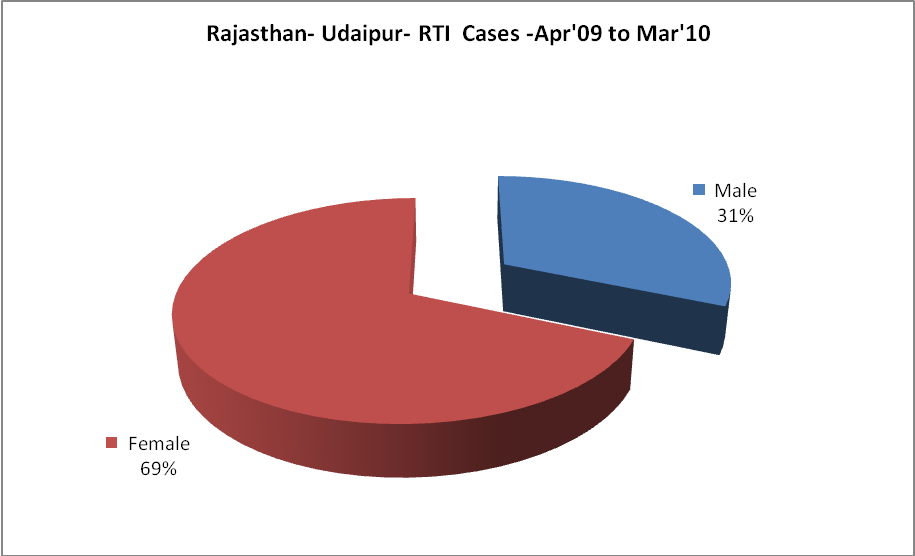 Rajasthan- Udaipur- RTI  Cases -Apr'09 to Mar'10
Male
31%
Female
69%